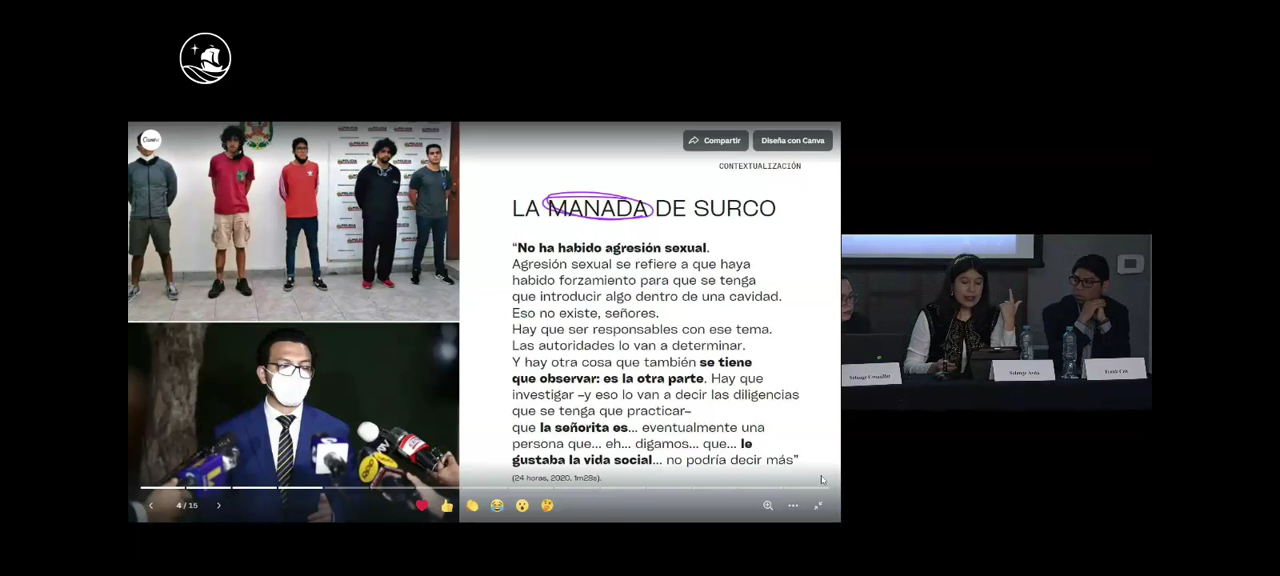 Canva
Compartir
Diseña con Canva
CONTEXTUALIZACIÓN
LA MANADA DE SURCO
“No ha habido agresión sexual.
Agresión sexual se refiere a que haya
habido forzamiento para que se tenga
que introducir algo dentro de una cavidad.
Eso no existe, señores.
Hay que ser responsables con ese tema.
Las autoridades lo van a determinar.
Y hay otra cosa que también se tiene
que observar: es la otra parte. Hay que
investigar –y eso lo van a decir las diligencias
que se tenga que practicar–
que la señorita es... eventualmente una
persona que... eh... digamos... que... le
gustaba la vida social... no podría decir más”
(24 horas, 2020, 1m28s).
4 / 15